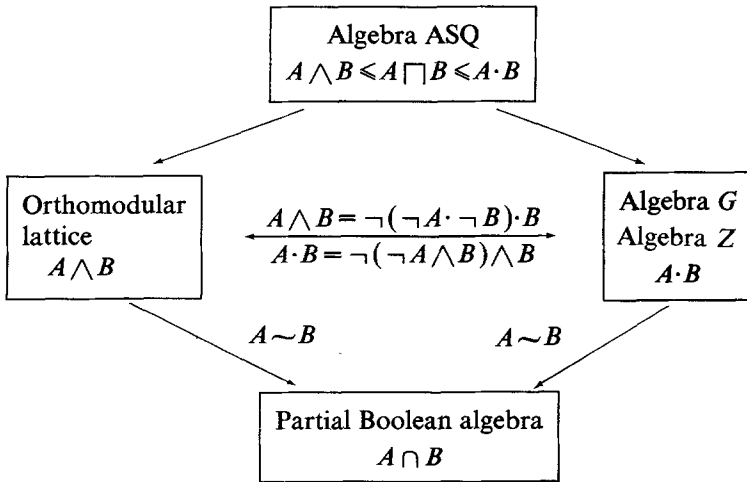 Algebra ASQ
A ∧ B ⩽ A ⊓ B ⩽ A · B
Orthomodular
lattice
A ∧ B
A ∧ B = ¬(¬A · ¬B) · B
A · B = ¬(¬A ∧ B) ∧ B
Algebra G
Algebra Z
A · B
A ∼ B
A ∼ B
Partial Boolean algebra
A ∩ B